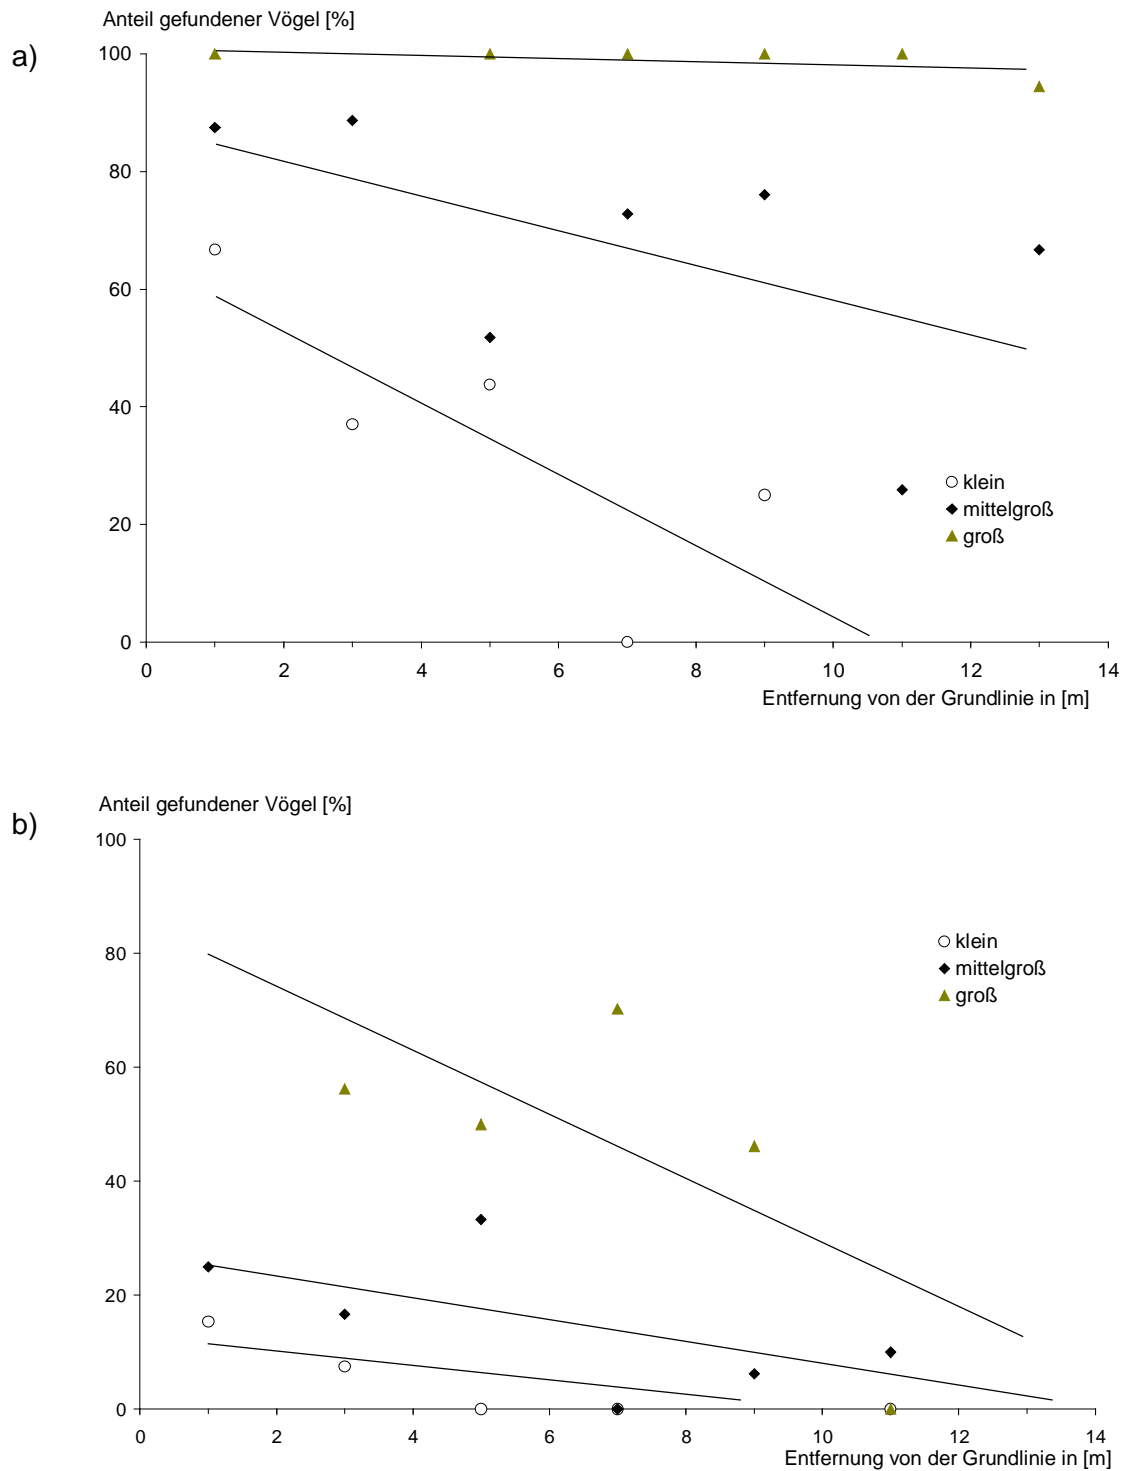 Anteil gefundener Vögel [%]
a)
100
80
60
40
20
0
klein
mittelgroß
groß
0 2 4 6 8 10 12 14
Entfernung von der Grundlinie in [m]
Anteil gefundener Vögel [%]
b)
100
80
60
40
20
0
klein
mittelgroß
groß
0 2 4 6 8 10 12 14
Entfernung von der Grundlinie in [m]